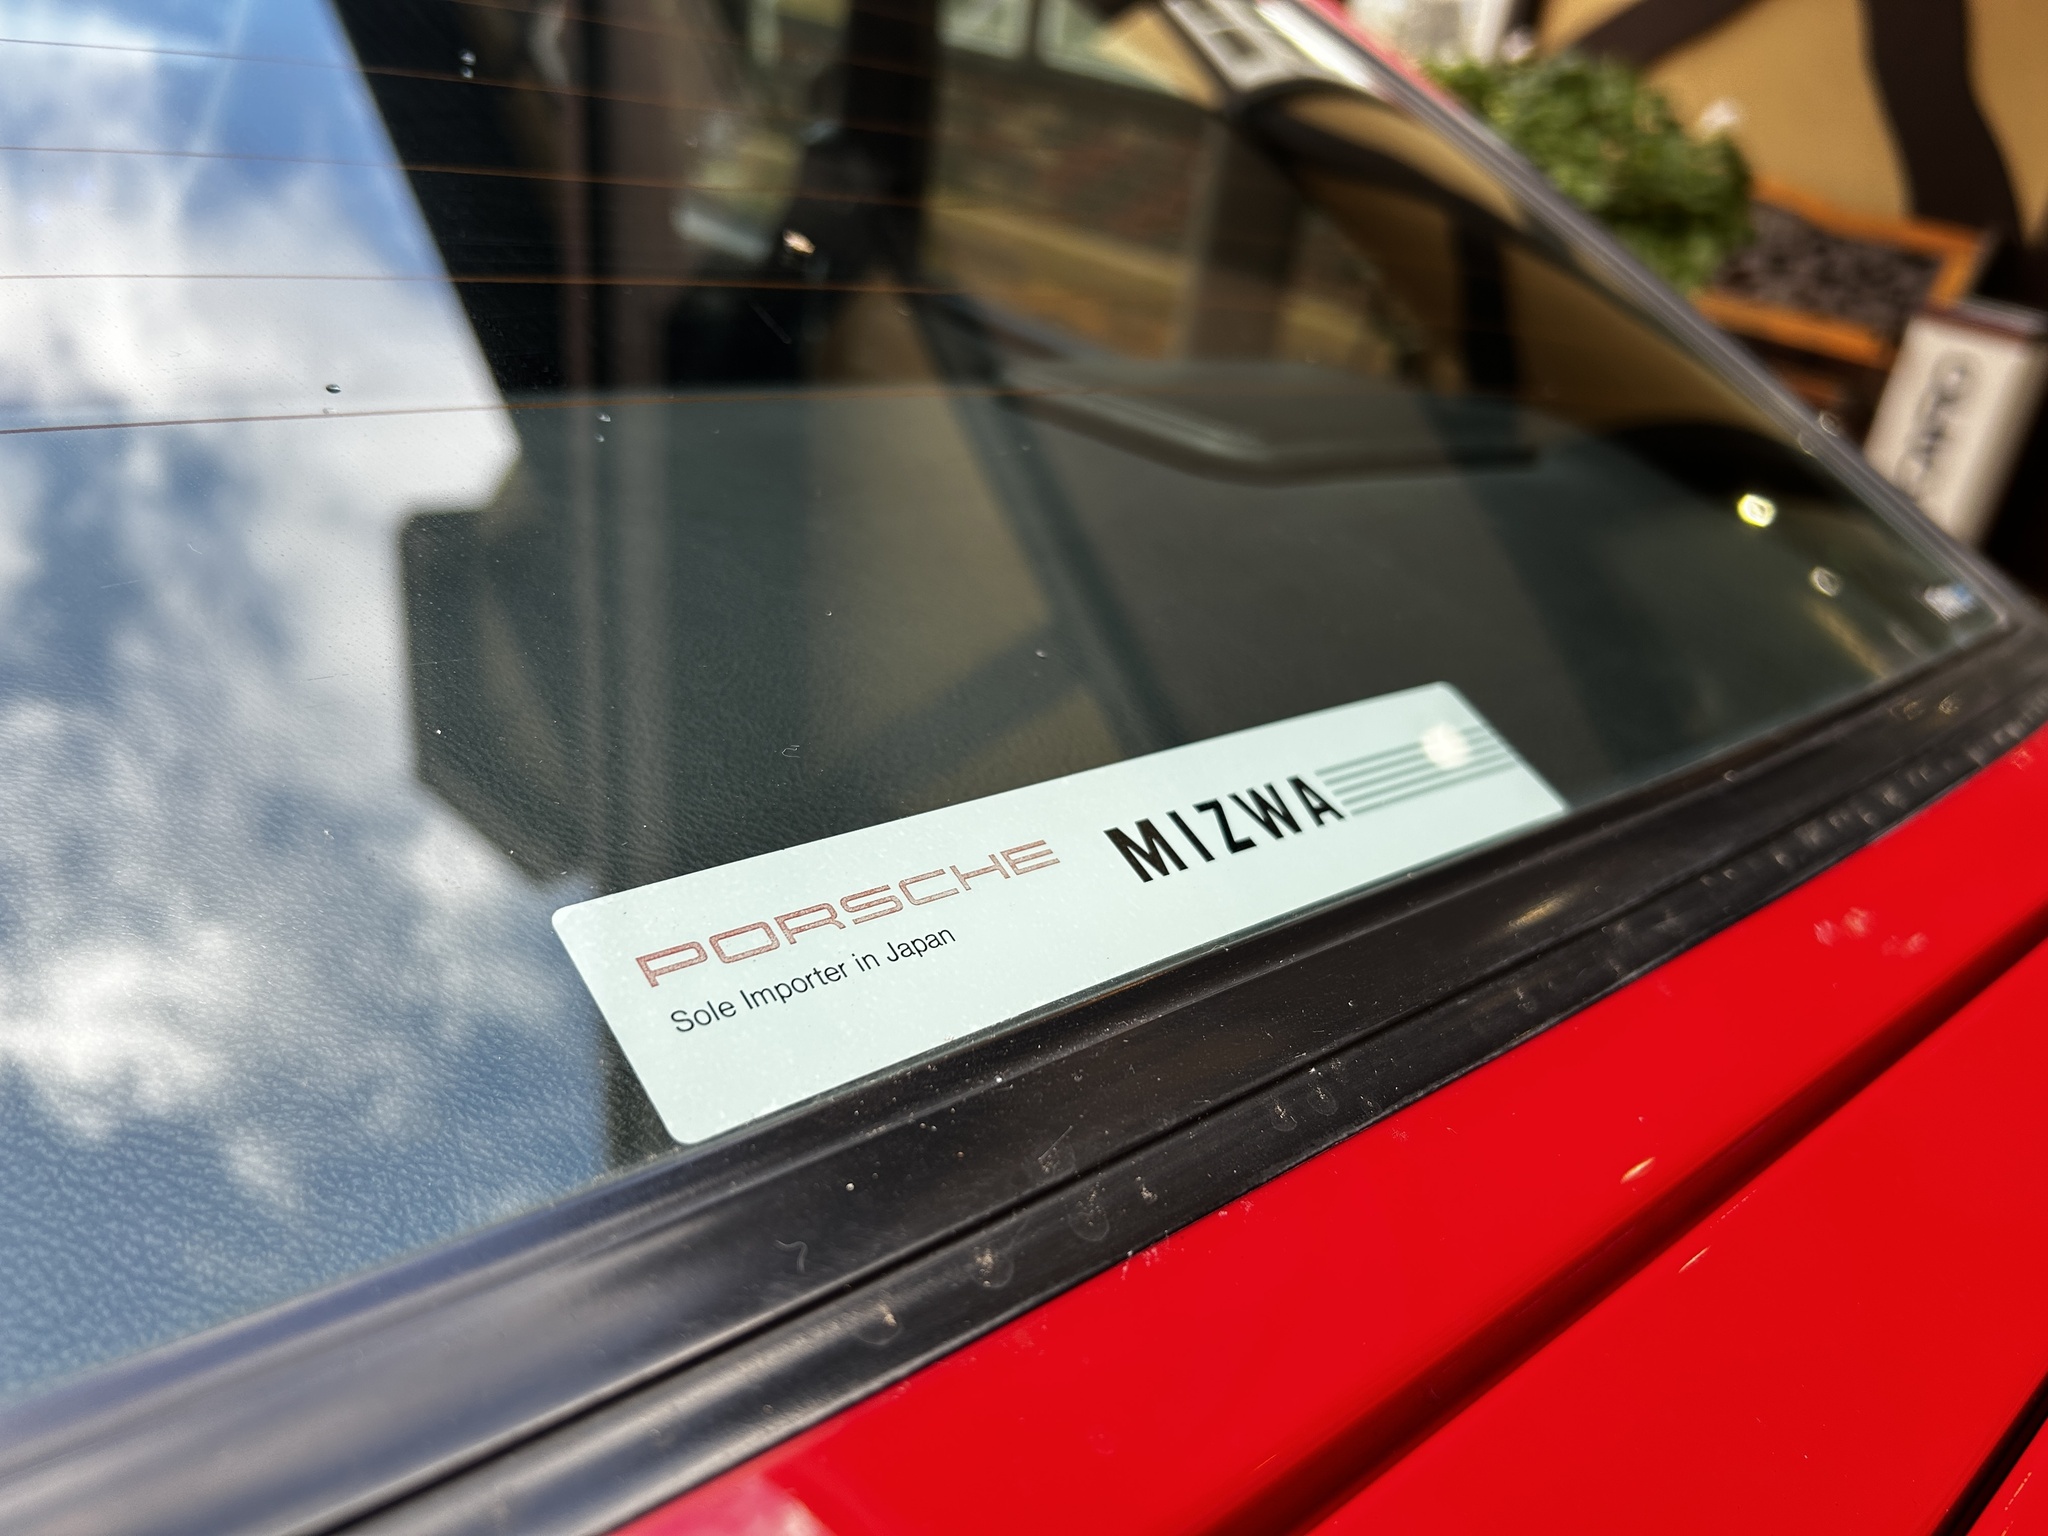 PORSCHE MIZWA
Sole Importer in Japan